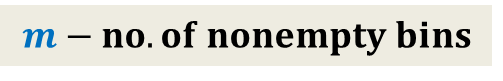 m – no. of nonempty bins